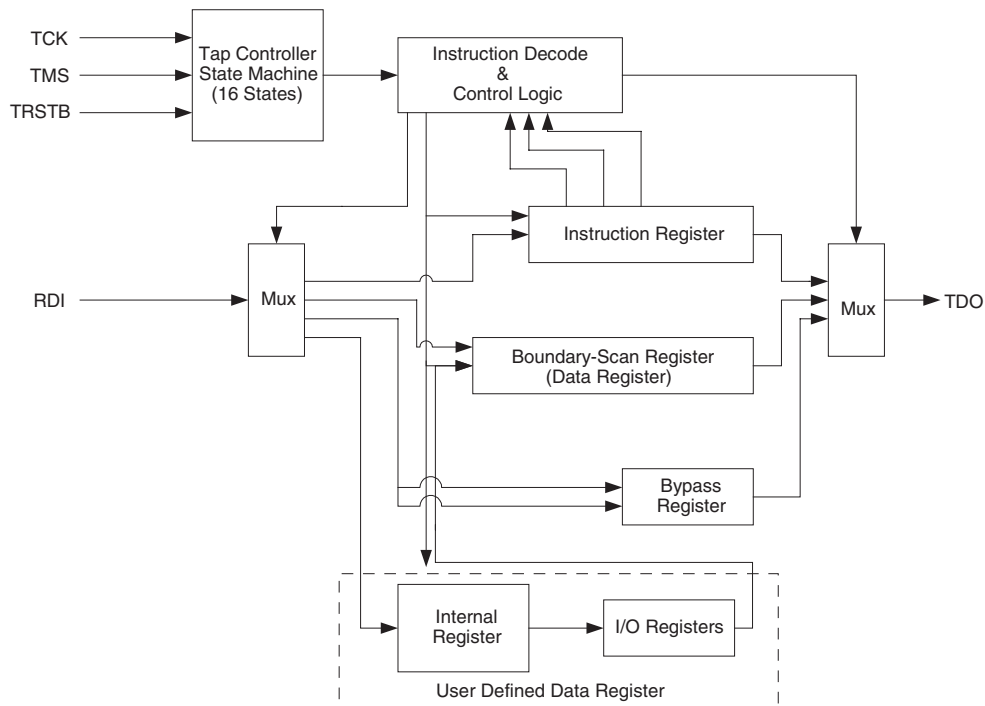 TCK
TMS
TRSTB
Tap Controller
State Machine
(16 States)
Instruction Decode
&
Control Logic
Instruction Register
RDI
Mux
Mux
TDO
Boundary-Scan Register
(Data Register)
Bypass
Register
Internal
Register
I/O Registers
User Defined Data Register